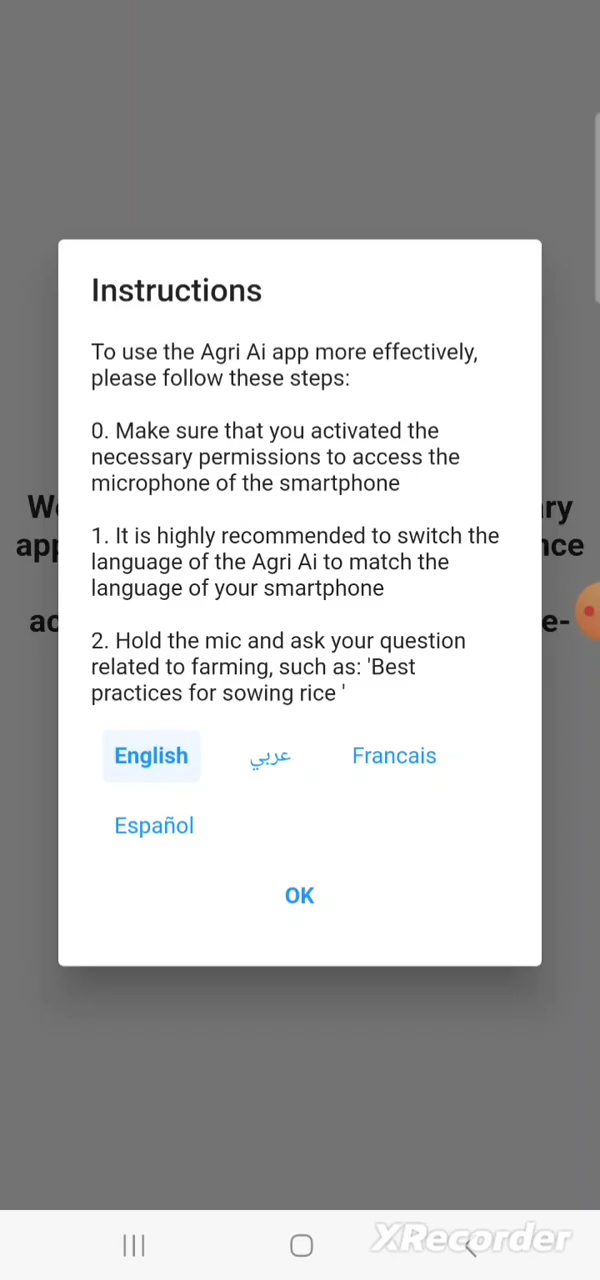 Instructions
To use the Agri Ai app more effectively,
please follow these steps:
0. Make sure that you activated the
necessary permissions to access the
microphone of the smartphone
1. It is highly recommended to switch the
language of the Agri Ai to match the
language of your smartphone
2. Hold the mic and ask your question
related to farming, such as: 'Best
practices for sowing rice '
English عربي Francais
Español
OK
XRecorder